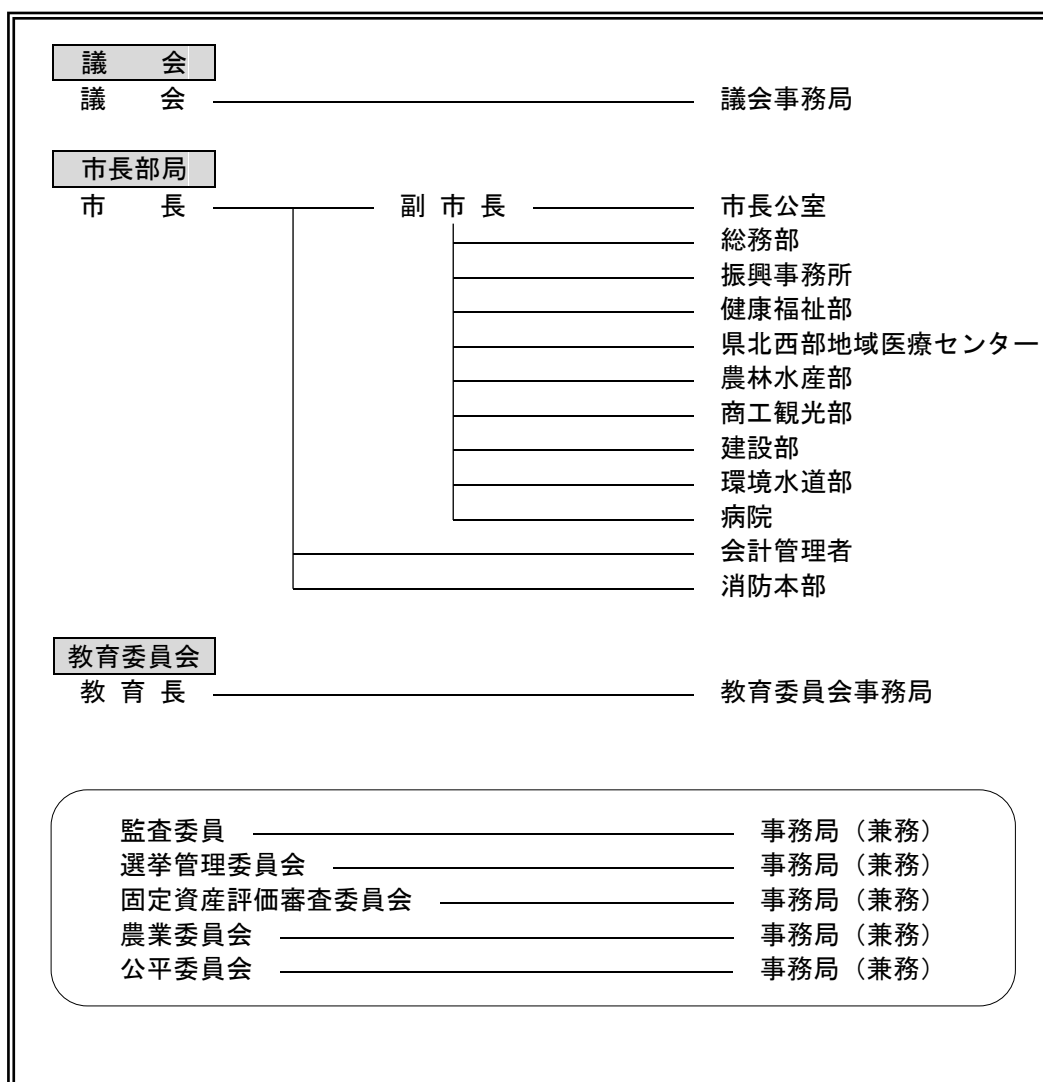 議 会
議 会 議会事務局
市長部局
市 長 副 市 長 市長公室
総務部
振興事務所
健康福祉部
県北西部地域医療センター
農林水産部
商工観光部
建設部
環境水道部
病院
会計管理者
消防本部
教育委員会
教 育 長 教育委員会事務局
監査委員 事務局（兼務）
選挙管理委員会 事務局（兼務）
固定資産評価審査委員会 事務局（兼務）
農業委員会 事務局（兼務）
公平委員会 事務局（兼務）